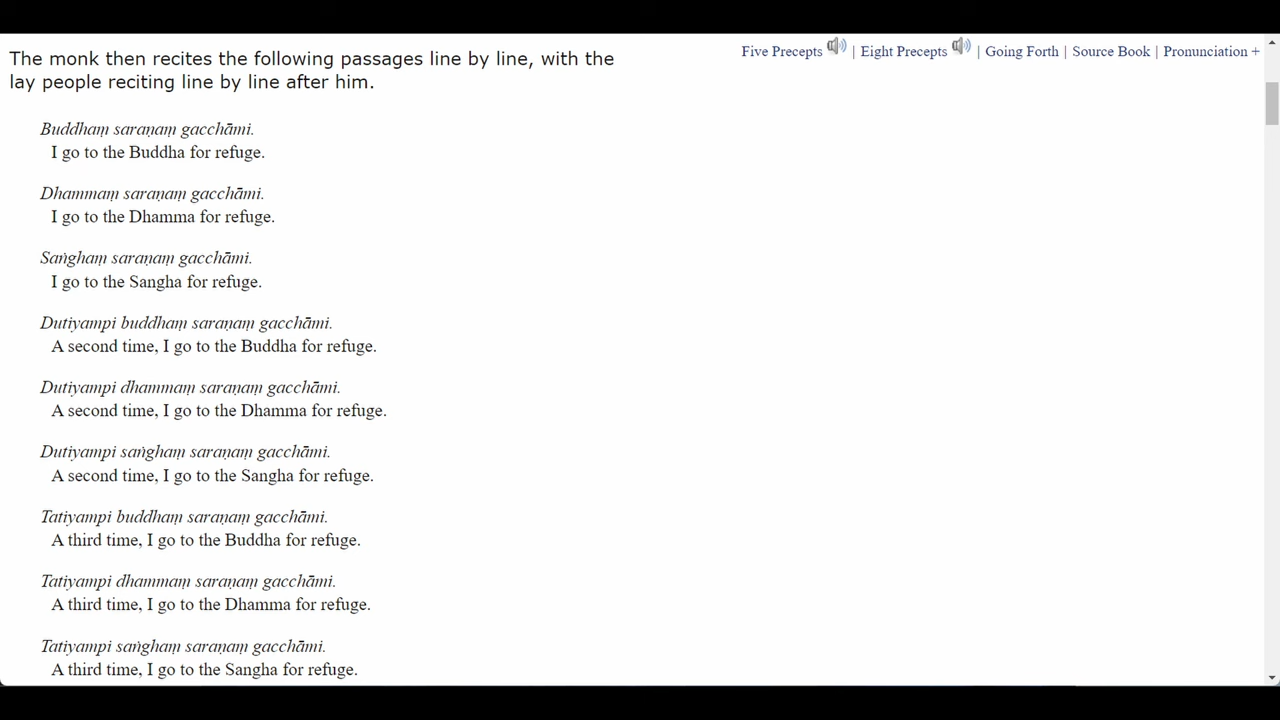 The monk then recites the following passages line by line, with the
lay people reciting line by line after him.
Five Precepts | Eight Precepts | Going Forth | Source Book | Pronunciation +
Buddhaṃ saraṇaṃ gacchāmi.
I go to the Buddha for refuge.
Dhammaṃ saraṇaṃ gacchāmi.
I go to the Dhamma for refuge.
Saṅghaṃ saraṇaṃ gacchāmi.
I go to the Sangha for refuge.
Dutiyampi buddhaṃ saraṇaṃ gacchāmi.
A second time, I go to the Buddha for refuge.
Dutiyampi dhammaṃ saraṇaṃ gacchāmi.
A second time, I go to the Dhamma for refuge.
Dutiyampi saṅghaṃ saraṇaṃ gacchāmi.
A second time, I go to the Sangha for refuge.
Tatiyampi buddhaṃ saraṇaṃ gacchāmi.
A third time, I go to the Buddha for refuge.
Tatiyampi dhammaṃ saraṇaṃ gacchāmi.
A third time, I go to the Dhamma for refuge.
Tatiyampi saṅghaṃ saraṇaṃ gacchāmi.
A third time, I go to the Sangha for refuge.